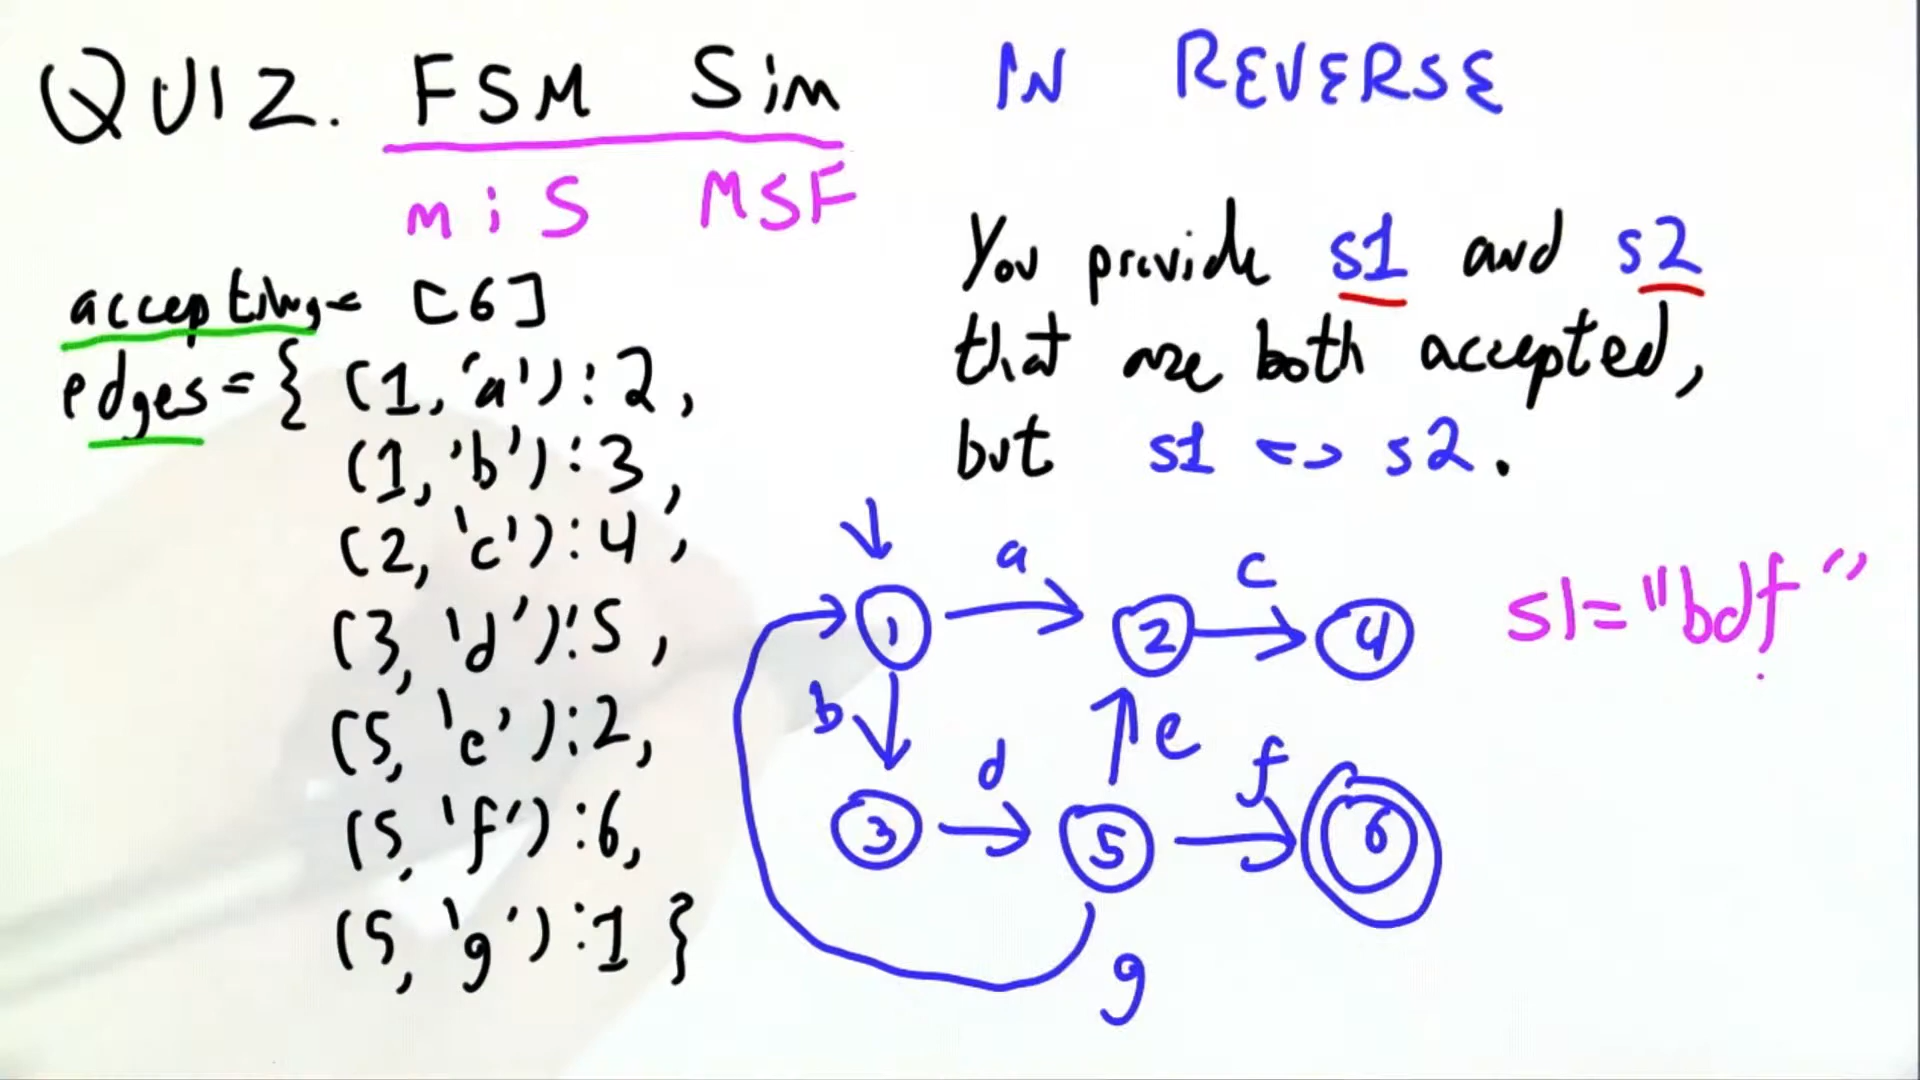 QUIZ. FSM Sim IN REVERSE
miS MSF
accepting = [6]
edges = { (1, 'a'): 2,
(1, 'b'): 3,
(2, 'c'): 4,
(3, 'd'): 5,
(5, 'e'): 2,
(5, 'f'): 6,
(5, 'g'): 1 }
You provide s1 and s2
that are both accepted,
but s1 <> s2.
a
c
1
2
4
s1= "bdf"
b
e
d
f
3
5
6
g